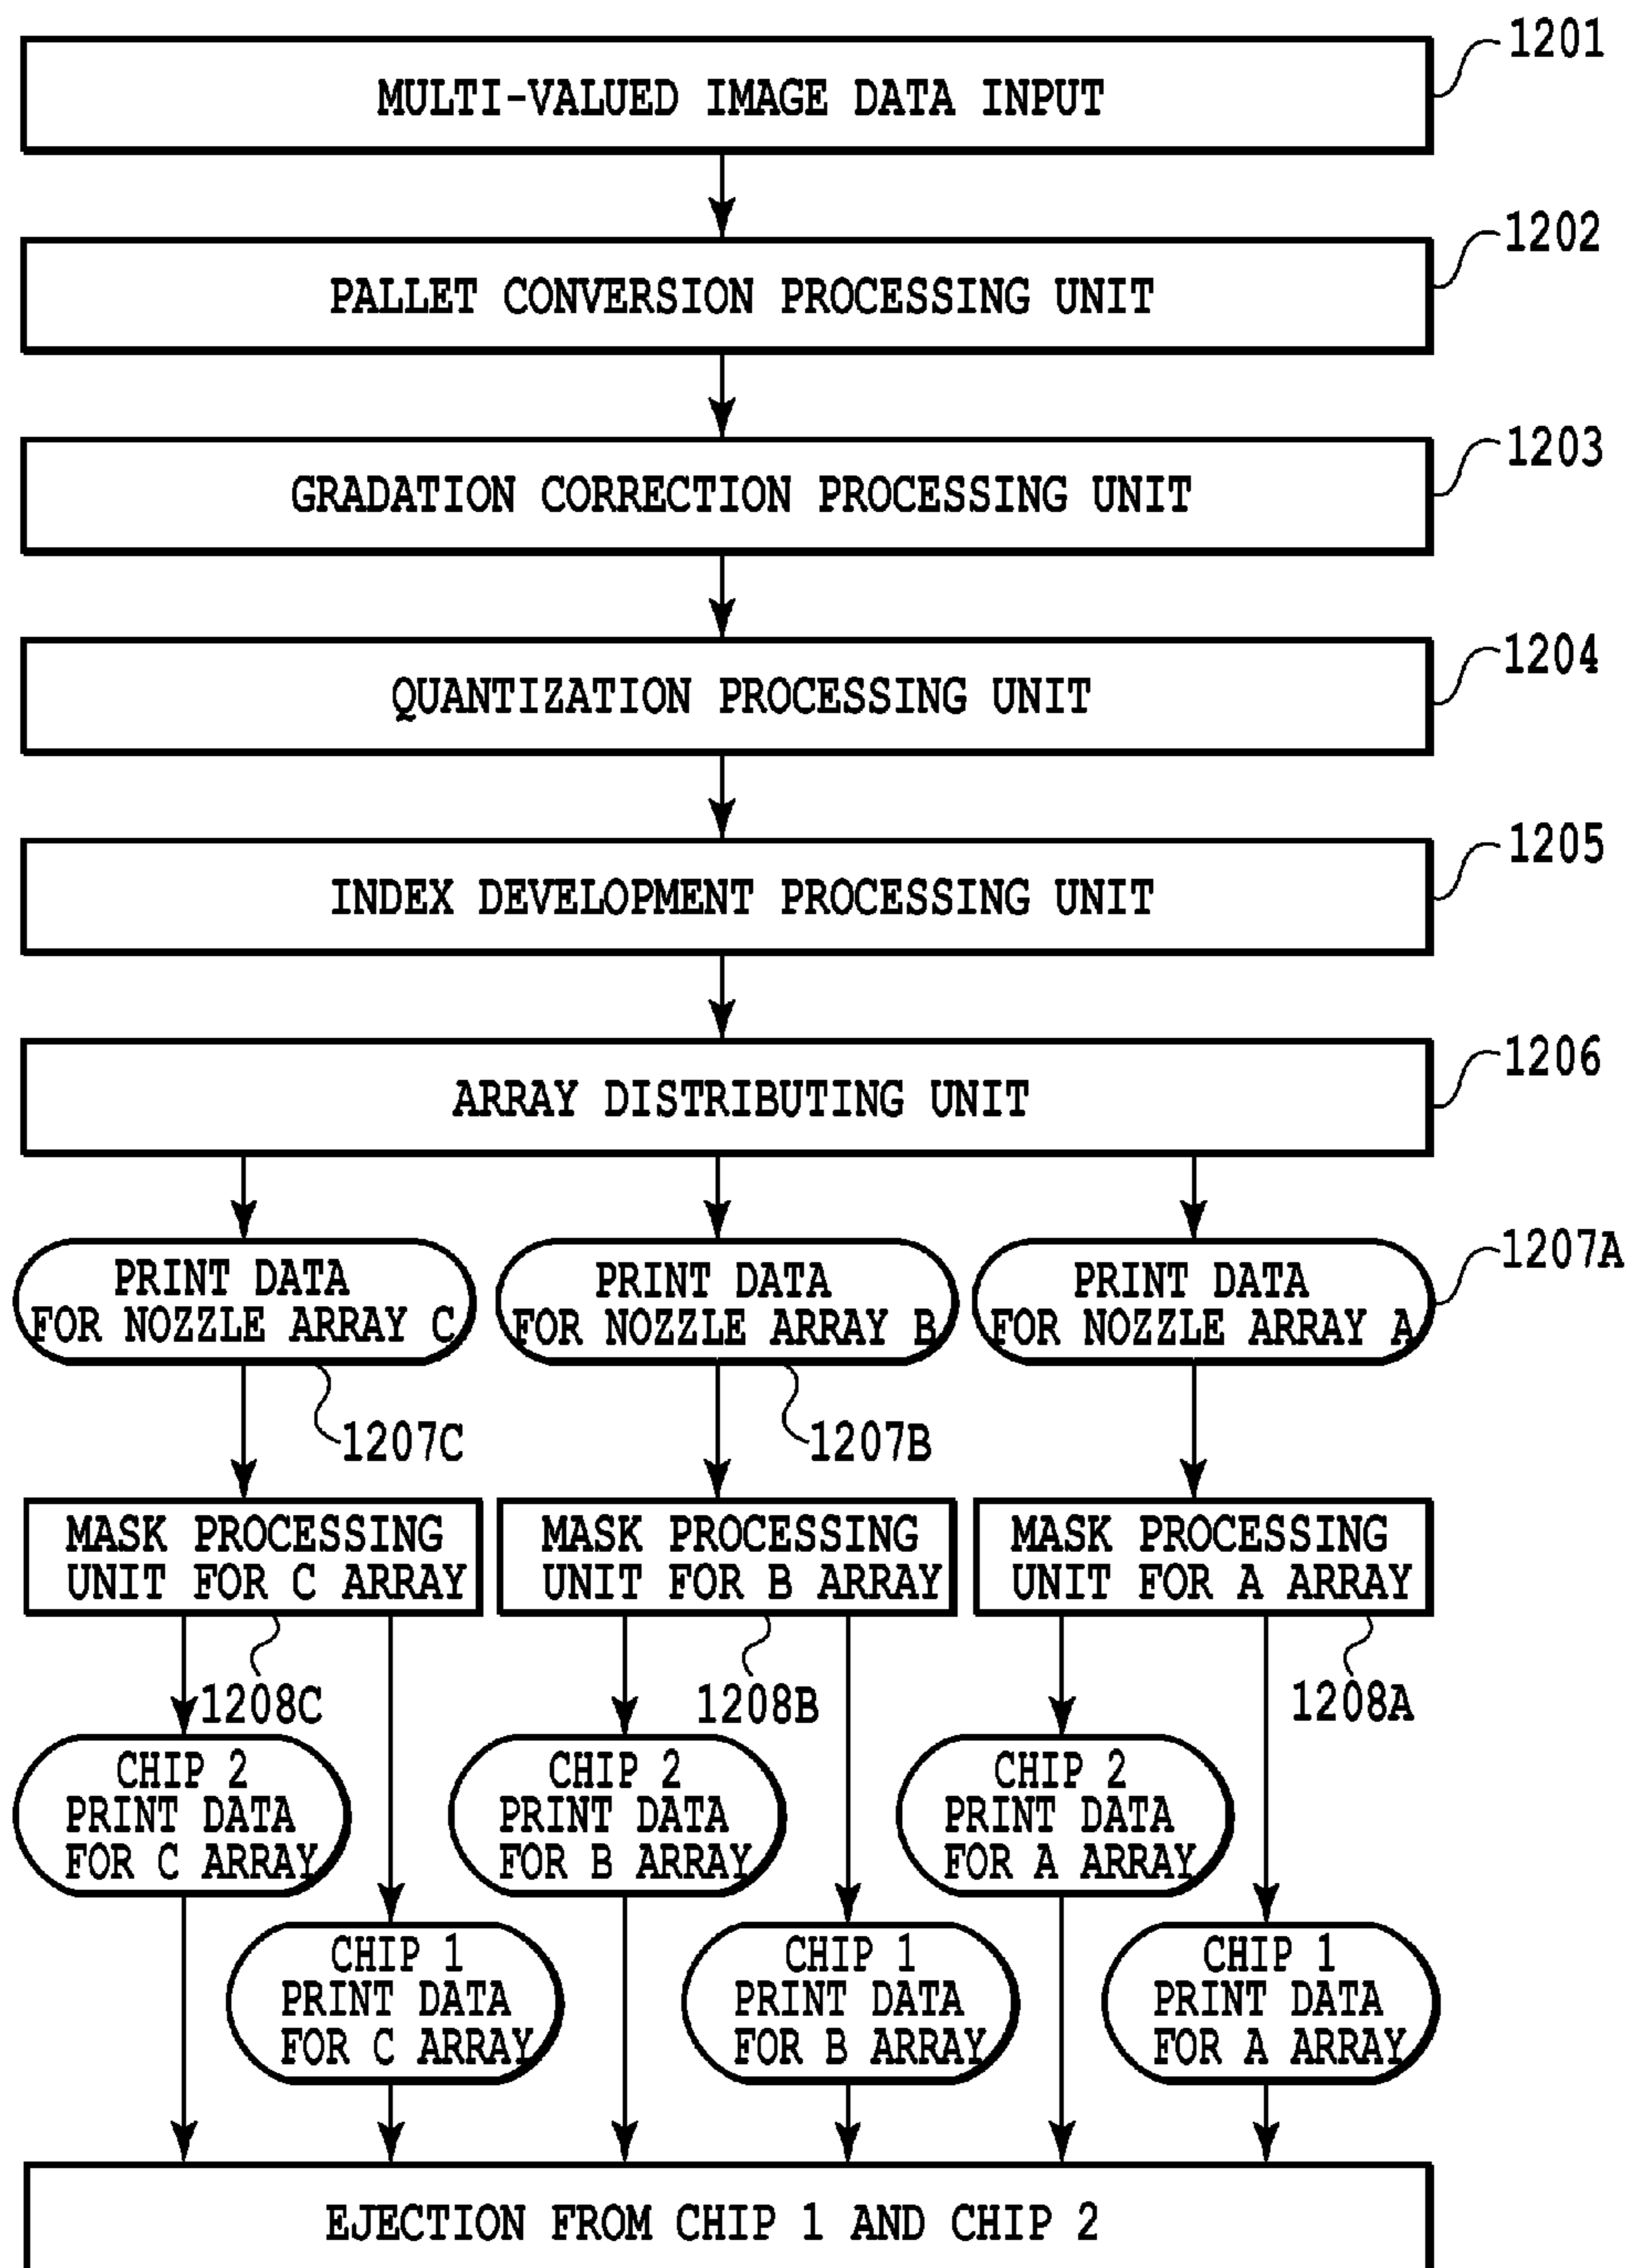 1201
MULTI-VALUED IMAGE DATA INPUT
1202
PALLET CONVERSION PROCESSING UNIT
1203
GRADATION CORRECTION PROCESSING UNIT
1204
QUANTIZATION PROCESSING UNIT
1205
INDEX DEVELOPMENT PROCESSING UNIT
1206
ARRAY DISTRIBUTING UNIT
PRINT DATA
FOR NOZZLE ARRAY C
PRINT DATA
FOR NOZZLE ARRAY B
PRINT DATA
FOR NOZZLE ARRAY A
1207A
1207C
1207B
MASK PROCESSING
UNIT FOR C ARRAY
MASK PROCESSING
UNIT FOR B ARRAY
MASK PROCESSING
UNIT FOR A ARRAY
1208C
1208B
1208A
CHIP 2
PRINT DATA
FOR C ARRAY
CHIP 2
PRINT DATA
FOR B ARRAY
CHIP 2
PRINT DATA
FOR A ARRAY
CHIP 1
PRINT DATA
FOR C ARRAY
CHIP 1
PRINT DATA
FOR B ARRAY
CHIP 1
PRINT DATA
FOR A ARRAY
EJECTION FROM CHIP 1 AND CHIP 2